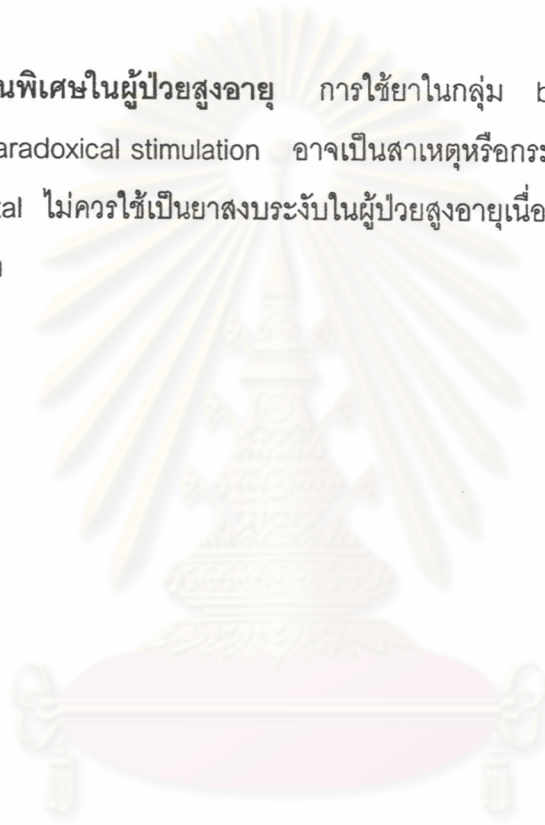 นพิเศษในผู้ป่วยสูงอายุ การใช้ยาในกลุ่ม b
aradoxical stimulation อาจเป็นสาเหตุหรือกระ
tal ไม่ควรใช้เป็นยาสงบระงับในผู้ป่วยสูงอายุเนื่อ